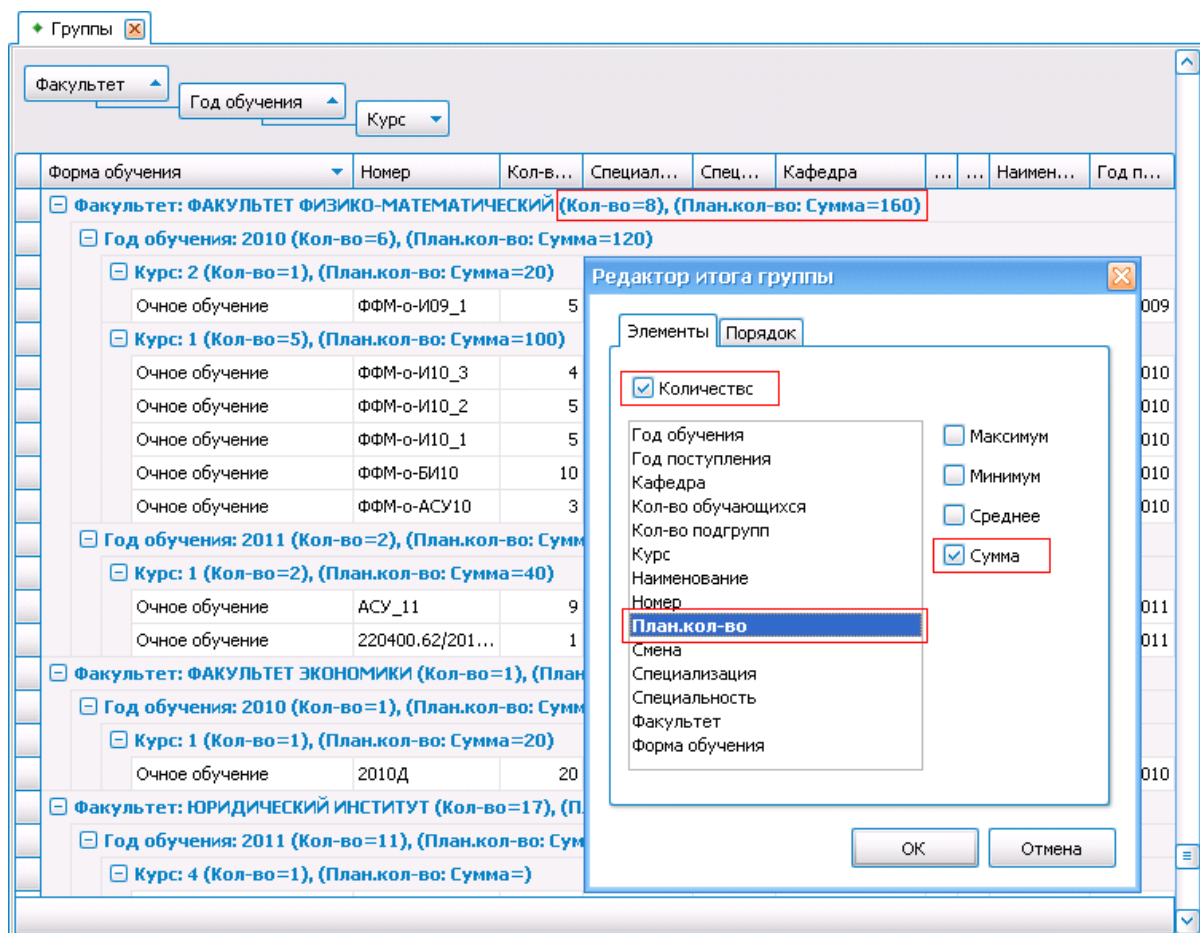 Группы
Факультет
Год обучения
Курс
Форма обучения Номер Кол-в... Специал... Спец... Кафедра ... ... Наимен... Год п...
Факультет: ФАКУЛЬТЕТ ФИЗИКО-МАТЕМАТИЧЕСКИЙ (Кол-во=8), (План.кол-во: Сумма=160)
Год обучения: 2010 (Кол-во=6), (План.кол-во: Сумма=120)
Курс: 2 (Кол-во=1), (План.кол-во: Сумма=20)
Очное обучение ФФМ-о-И09_1 5 009
Курс: 1 (Кол-во=5), (План.кол-во: Сумма=100)
Очное обучение ФФМ-о-И10_3 4 010
Очное обучение ФФМ-о-И10_2 5 010
Очное обучение ФФМ-о-И10_1 5 010
Очное обучение ФФМ-о-БИ10 10 010
Очное обучение ФФМ-о-АСУ10 3 010
Год обучения: 2011 (Кол-во=2), (План.кол-во: Сумм
Курс: 1 (Кол-во=2), (План.кол-во: Сумма=40)
Очное обучение АСУ_11 9 011
Очное обучение 220400.62/201... 1 011
Факультет: ФАКУЛЬТЕТ ЭКОНОМИКИ (Кол-во=1), (План
Год обучения: 2010 (Кол-во=1), (План.кол-во: Сумм
Курс: 1 (Кол-во=1), (План.кол-во: Сумма=20)
Очное обучение 2010Д 20 010
Факультет: ЮРИДИЧЕСКИЙ ИНСТИТУТ (Кол-во=17), (П.
Год обучения: 2011 (Кол-во=11), (План.кол-во: Сум
Курс: 4 (Кол-во=1), (План.кол-во: Сумма=)
Редактор итога группы
Элементы Порядок
Количествс
Год обучения
Год поступления
Кафедра
Кол-во обучающихся
Кол-во подгрупп
Курс
Наименование
Номер
План.кол-во
Смена
Специализация
Специальность
Факультет
Форма обучения
Максимум
Минимум
Среднее
Сумма
ОК Отмена